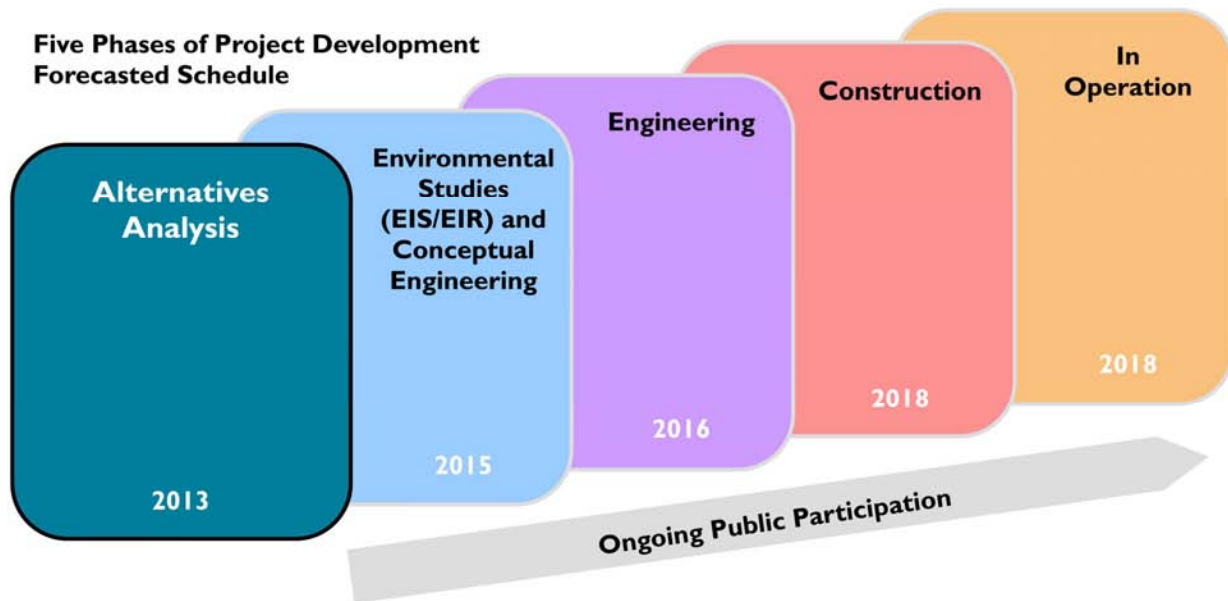 Five Phases of Project Development
Forecasted Schedule
Alternatives
Analysis
2013
Environmental
Studies
(EIS/EIR) and
Conceptual
Engineering
2015
Engineering
2016
Construction
2018
In
Operation
2018
Ongoing Public Participation